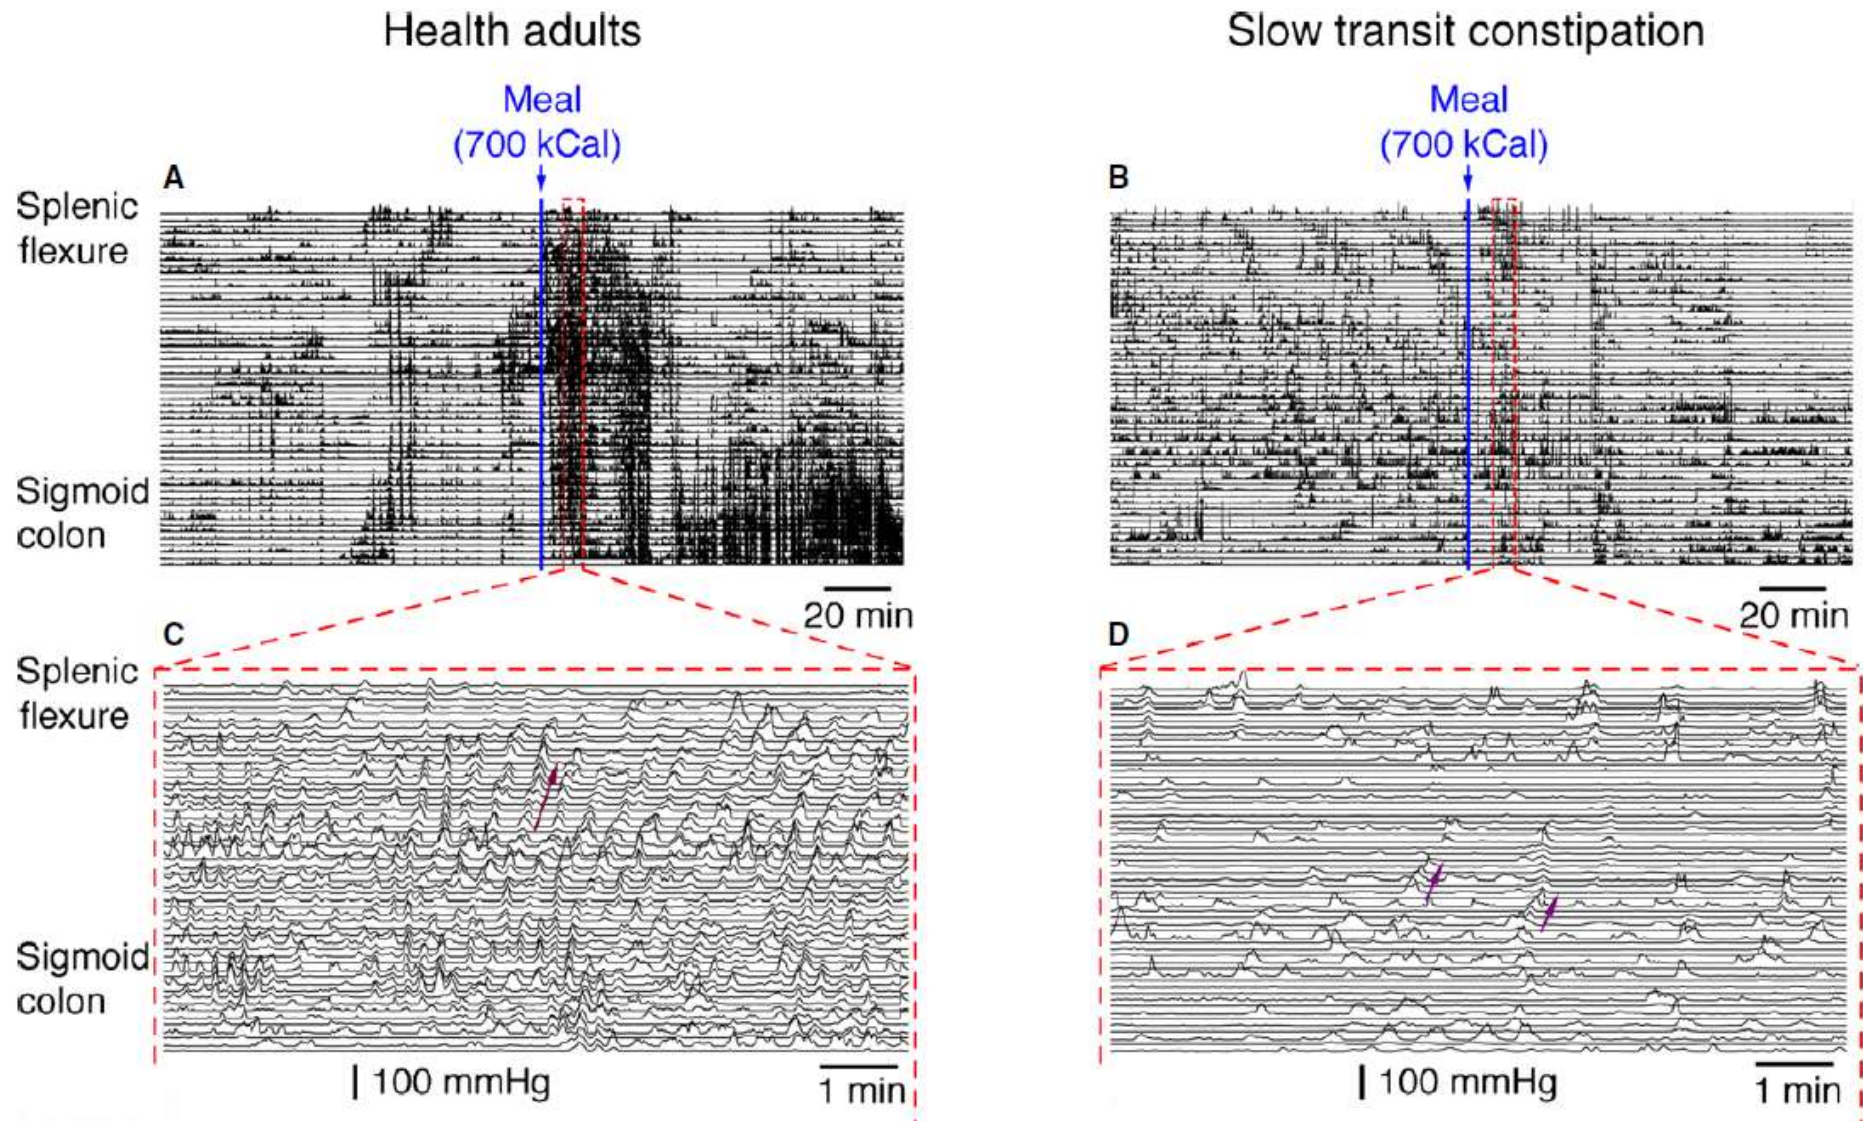 Health adults
Slow transit constipation
Meal
(700 kCal)
Meal
(700 kCal)
A
B
Splenic
flexure
Sigmoid
colon
20 min
20 min
C
D
Splenic
flexure
Sigmoid
colon
100 mmHg
1 min
100 mmHg
1 min